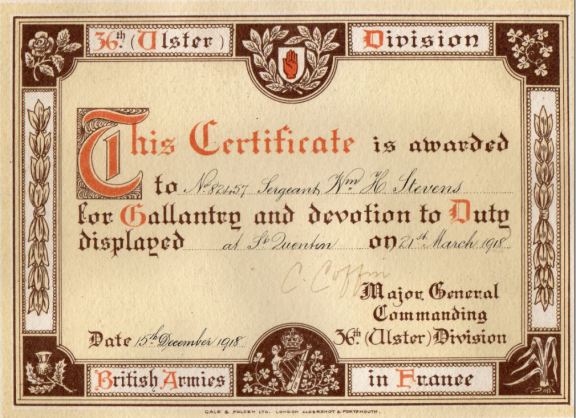 36th. (Ulster) Division
This Certificate is awarded
to No 82457 Sergeant Wm H. Stevens
for Gallantry and devotion to Duty
displayed at St Quentin on 21st March 1918
C. Coffin
Major General
Commanding
36th. (Ulster) Division
Date 15th December 1918
British Armies in France
GALE & POLDEN LTD. LONDON ALDERSHOT & PORTSMOUTH.